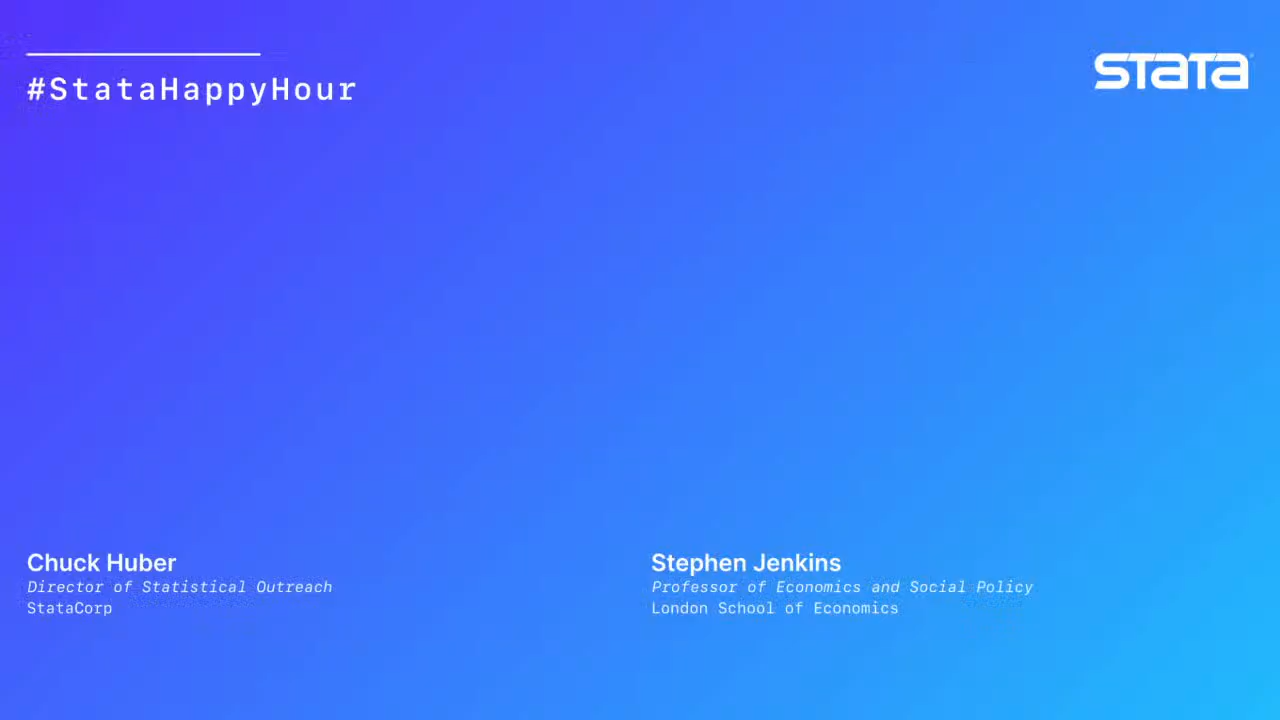 #StataHappyHour
stata
Chuck Huber
Director of Statistical Outreach
StataCorp
Stephen Jenkins
Professor of Economics and Social Policy
London School of Economics